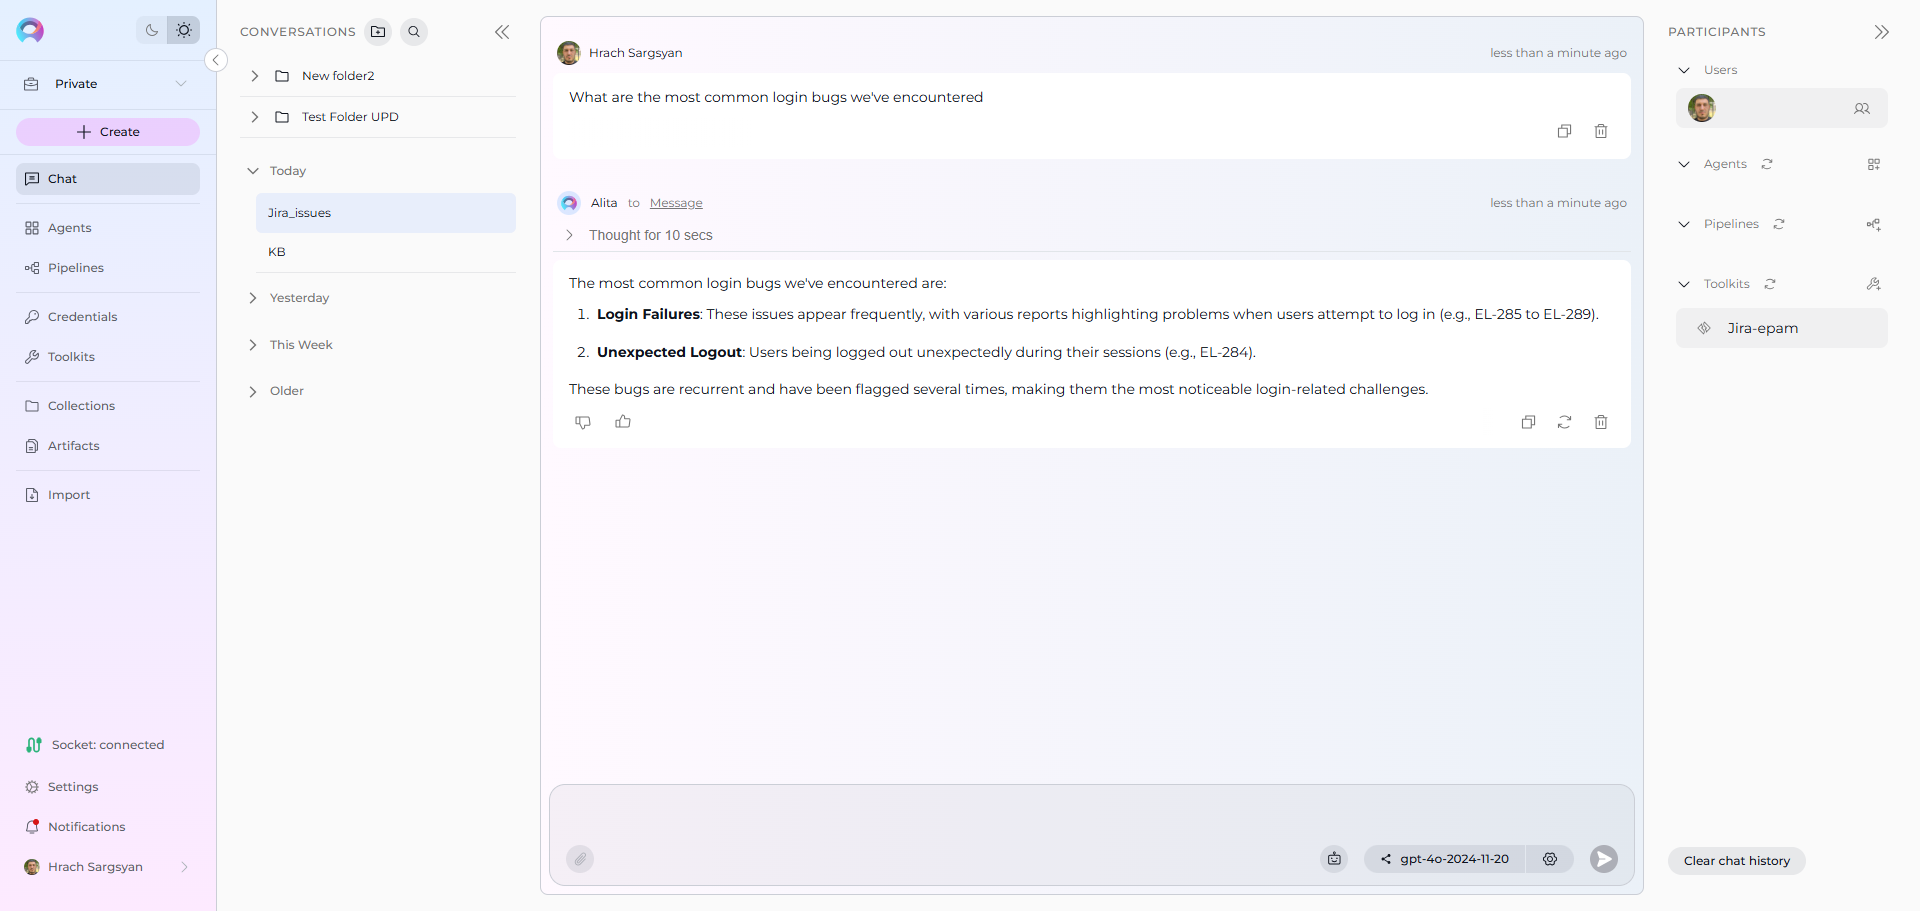 Private
Create
Chat
Agents
Pipelines
Credentials
Toolkits
Collections
Artifacts
Import
Socket: connected
Settings
Notifications
Hrach Sargsyan
CONVERSATIONS
New folder2
Test Folder UPD
Today
Jira_issues
KB
Yesterday
This Week
Older
Hrach Sargsyan less than a minute ago
What are the most common login bugs we've encountered
Alita to Message less than a minute ago
Thought for 10 secs
The most common login bugs we've encountered are:
1. Login Failures: These issues appear frequently, with various reports highlighting problems when users attempt to log in (e.g., EL-285 to EL-289).
2. Unexpected Logout: Users being logged out unexpectedly during their sessions (e.g., EL-284).
These bugs are recurrent and have been flagged several times, making them the most noticeable login-related challenges.
gpt-4o-2024-11-20
PARTICIPANTS
Users
Agents
Pipelines
Toolkits
Jira-epam
Clear chat history